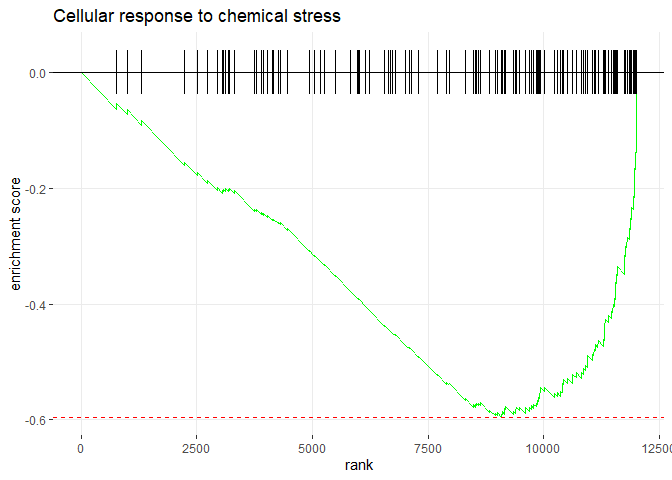 Cellular response to chemical stress
0.0
-0.2
-0.4
-0.6
enrichment score
0 2500 5000 7500 10000 12500
rank